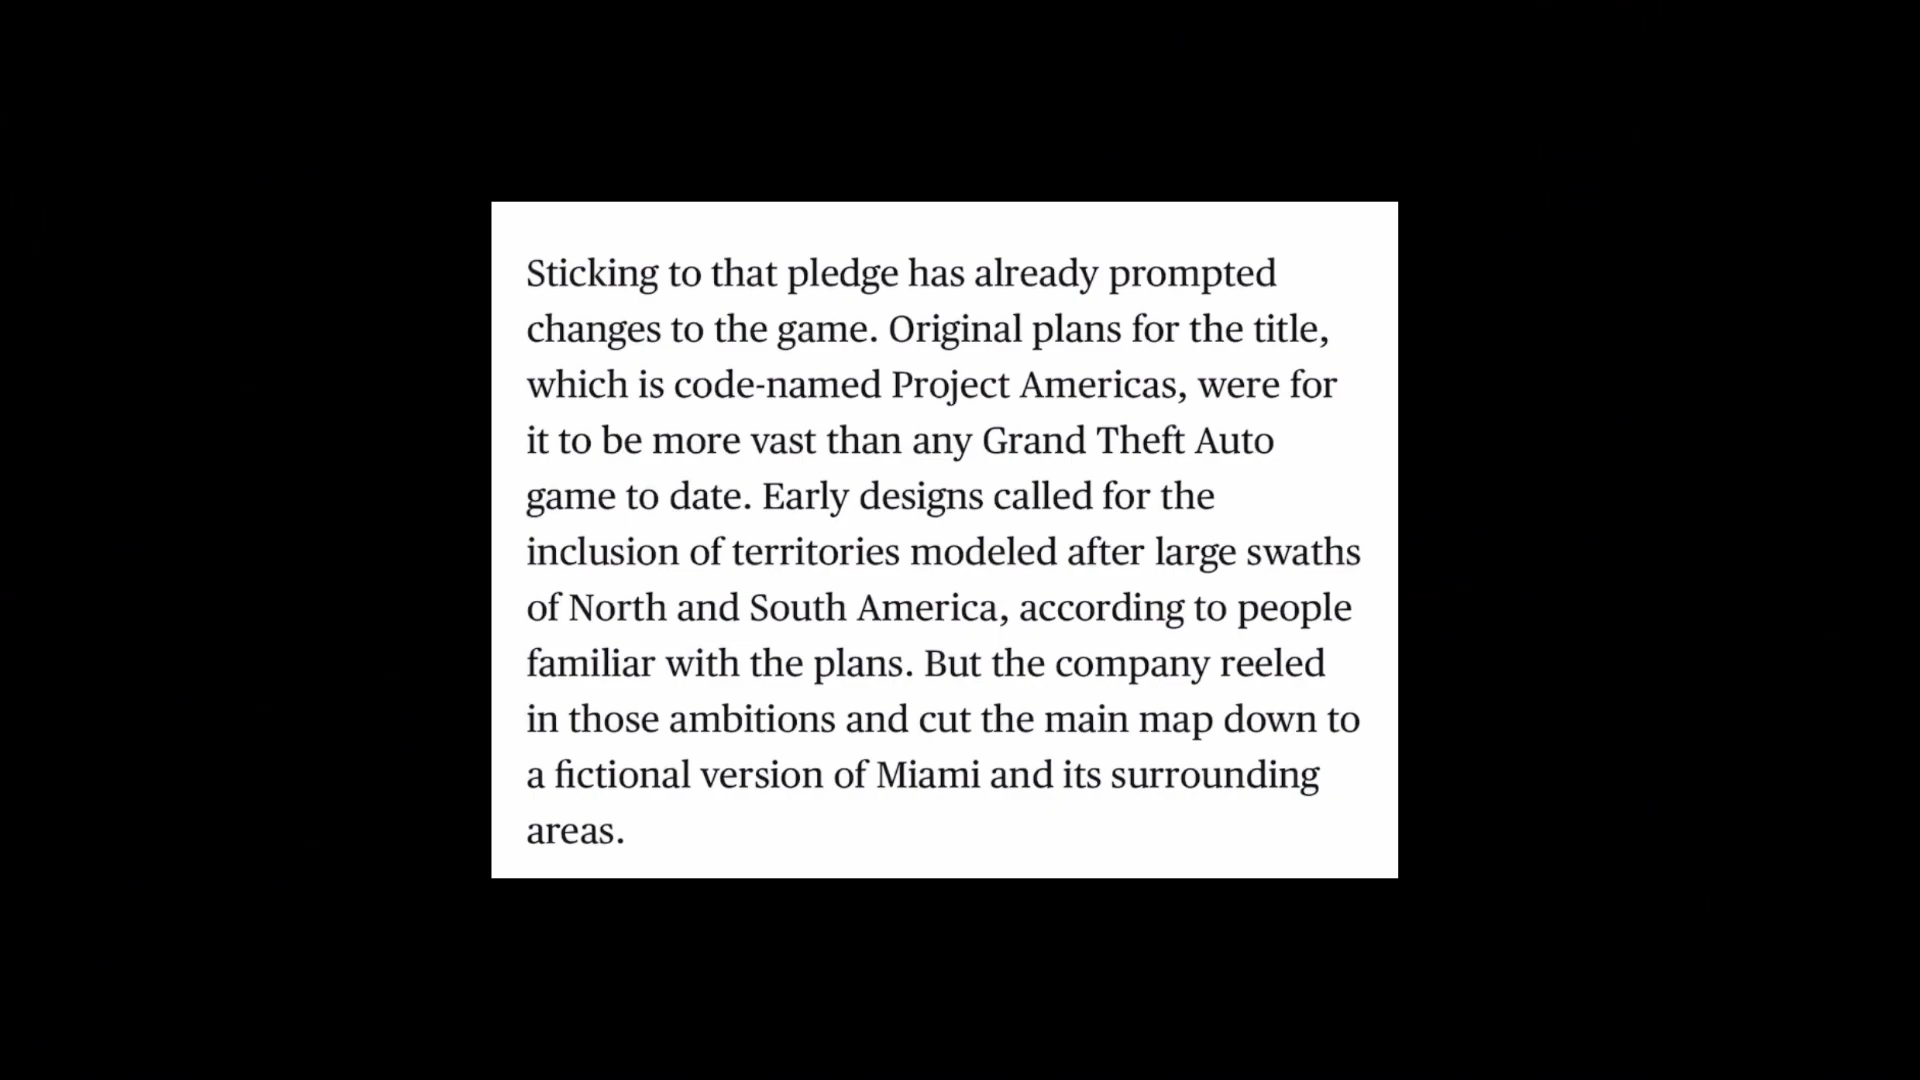 Sticking to that pledge has already prompted
changes to the game. Original plans for the title,
which is code-named Project Americas, were for
it to be more vast than any Grand Theft Auto
game to date. Early designs called for the
inclusion of territories modeled after large swaths
of North and South America, according to people
familiar with the plans. But the company reeled
in those ambitions and cut the main map down to
a fictional version of Miami and its surrounding
areas.